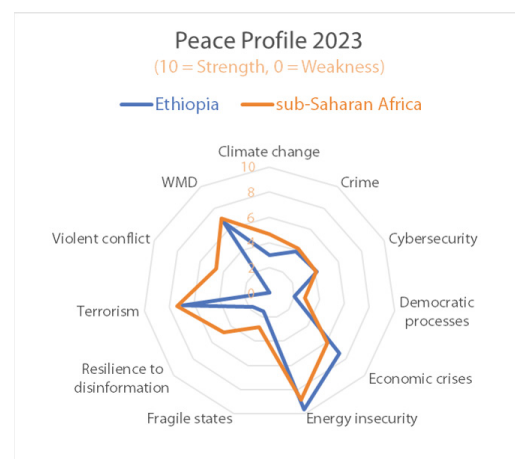 Peace Profile 2023
(10 = Strength, 0 = Weakness)
Ethiopia
sub-Saharan Africa
Climate change
10
8
6
4
2
0
Crime
Cybersecurity
Democratic
processes
Economic crises
Energy insecurity
Fragile states
Resilience to
disinformation
Terrorism
Violent conflict
WMD